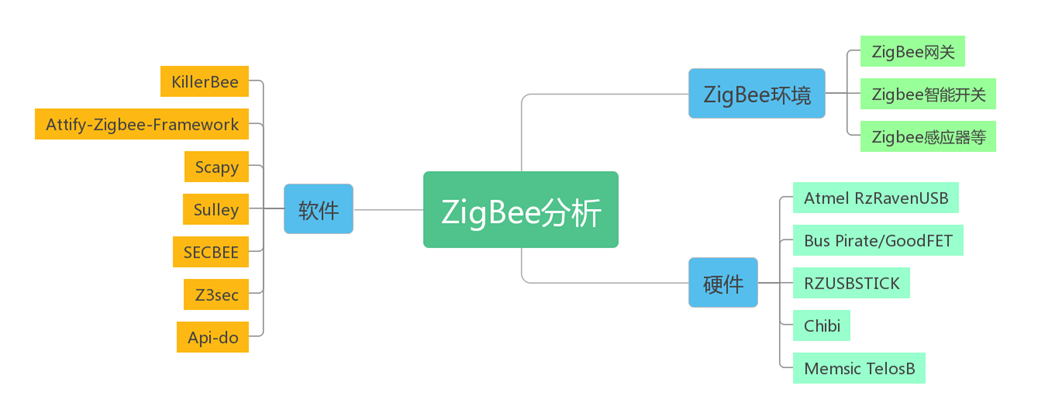 ZigBee分析
软件
KillerBee
Attify-Zigbee-Framework
Scapy
Sulley
SECBEE
Z3sec
Api-do
ZigBee环境
ZigBee网关
Zigbee智能开关
Zigbee感应器等
硬件
Atmel RzRavenUSB
Bus Pirate/GoodFET
RZUSBSTICK
Chibi
Memsic TelosB